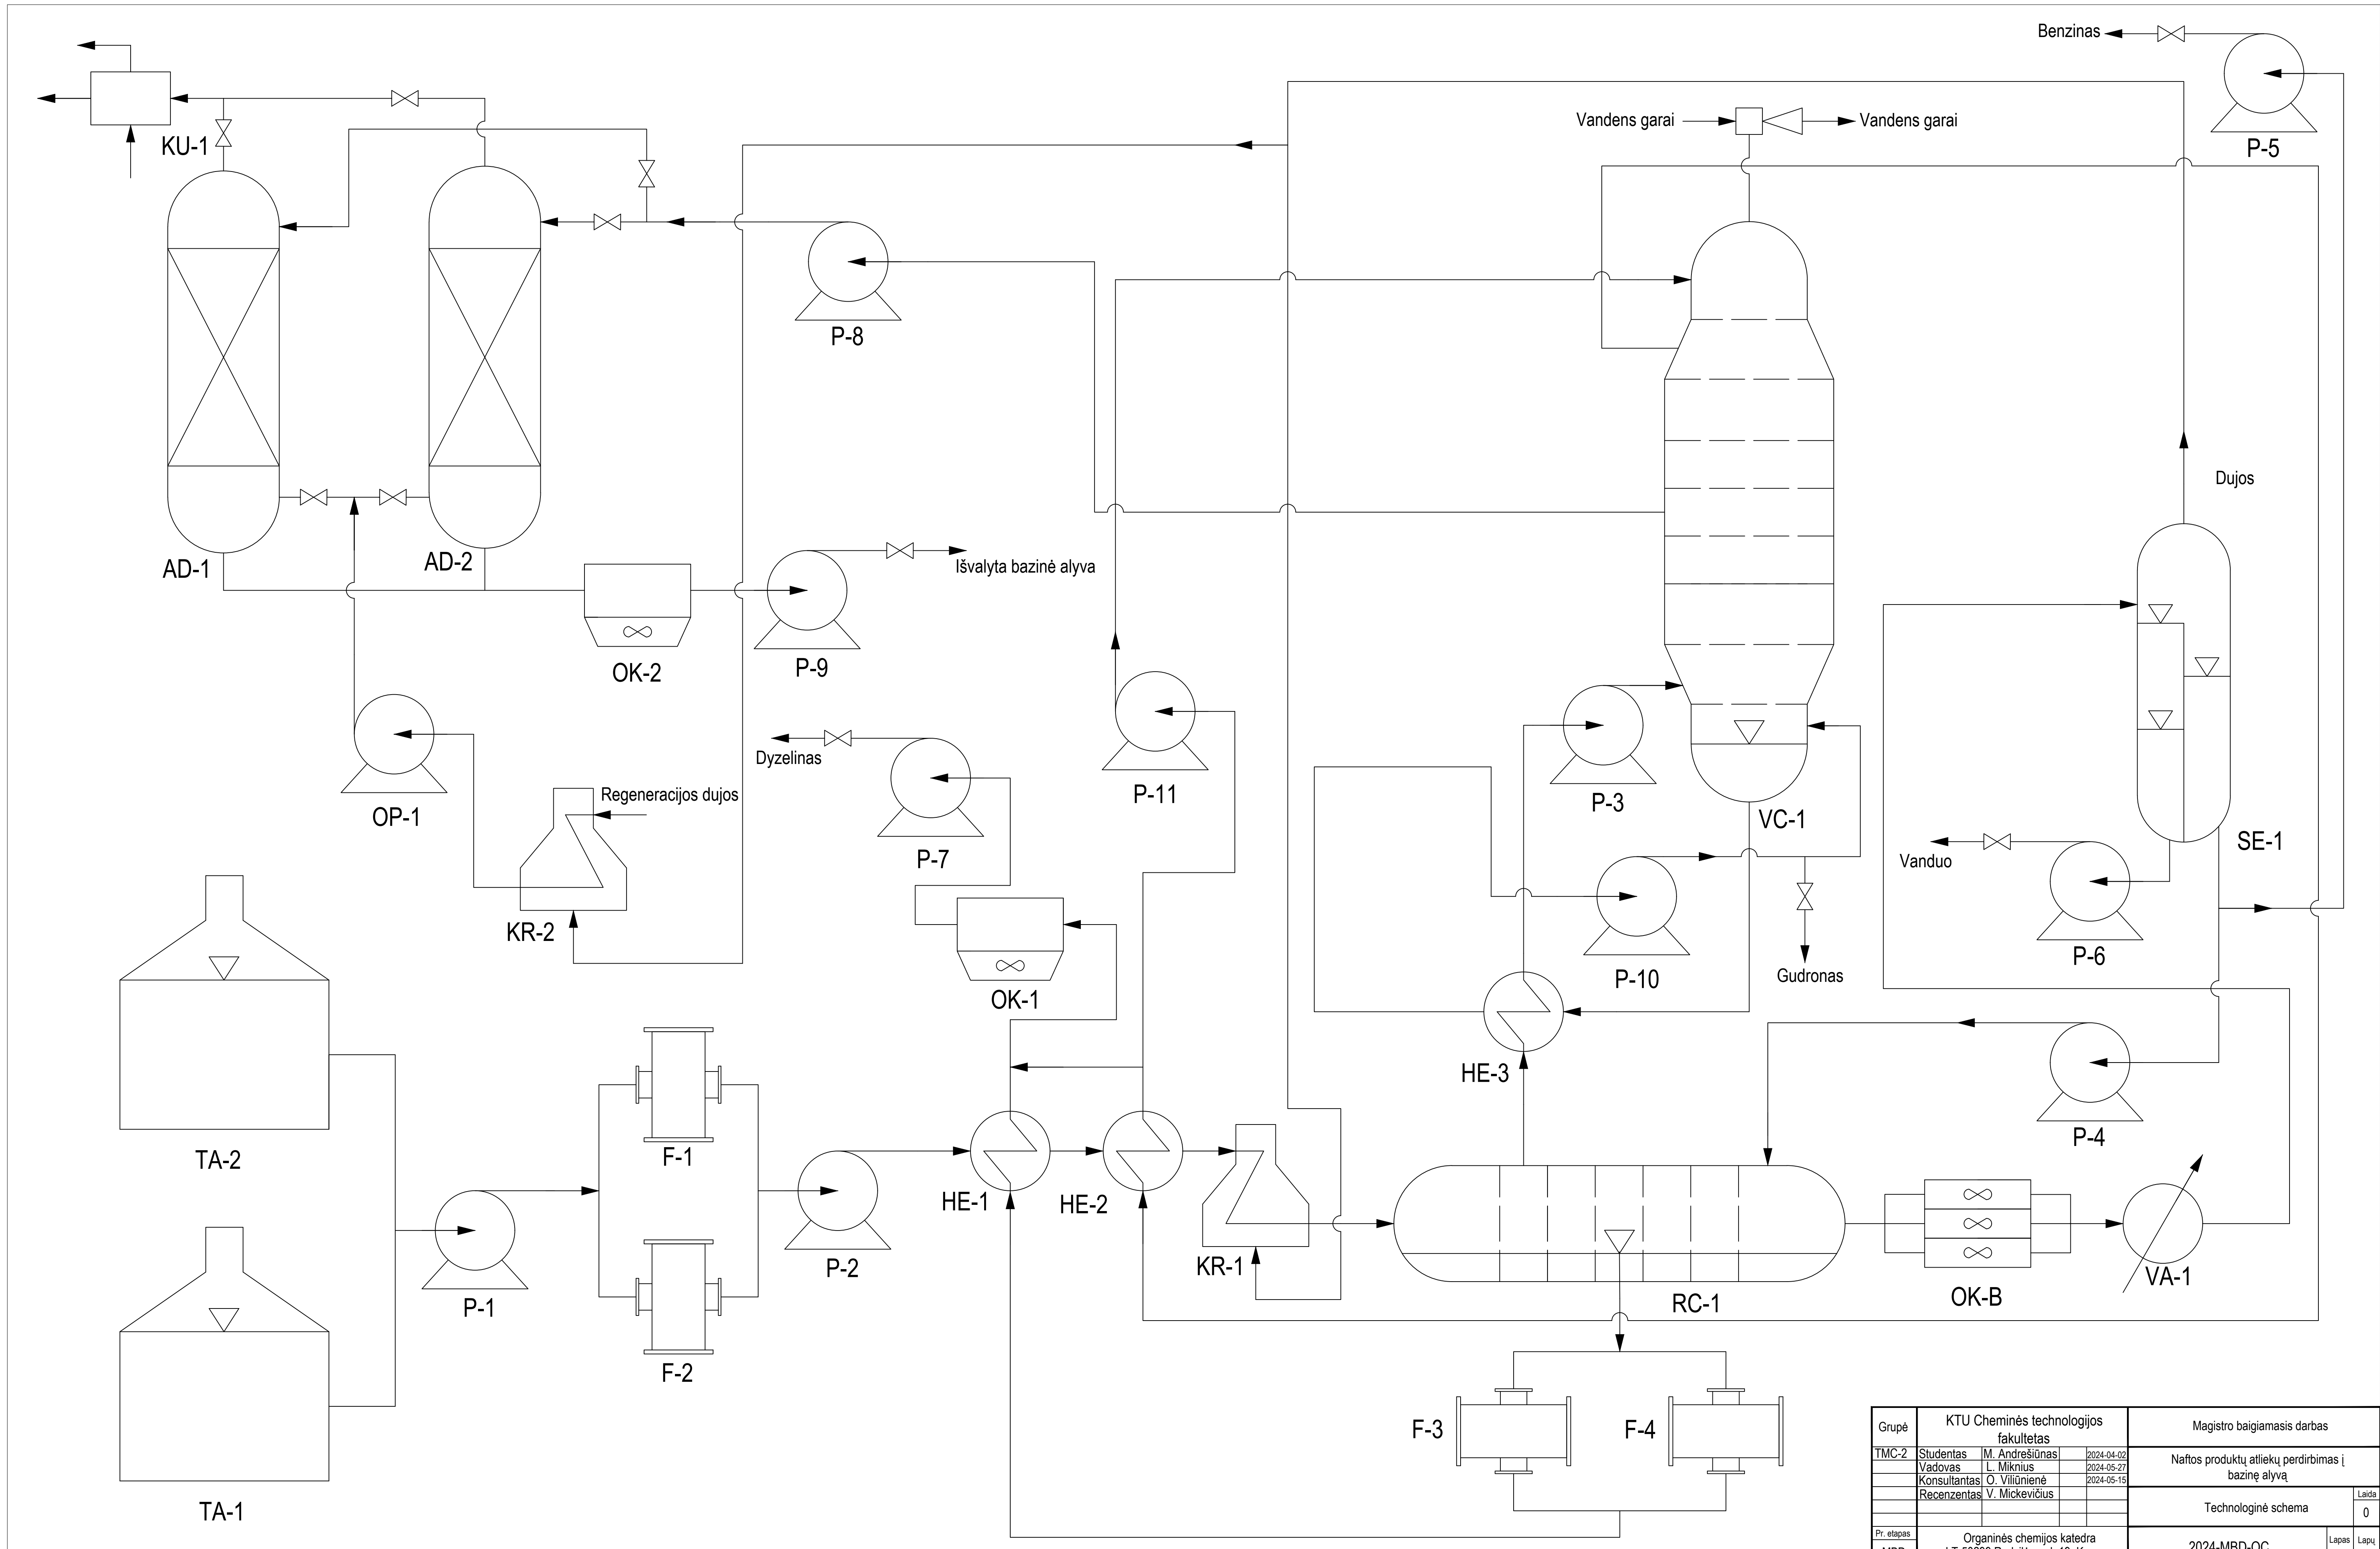 Benzinas
P-5
KU-1
Vandens garai
Vandens garai
P-8
Dujos
AD-1
AD-2
Išvalyta bazinė alyva
OK-2
P-9
Dyzelinas
P-11
P-3
VC-1
SE-1
OP-1
Regeneracijos dujos
P-7
Vanduo
KR-2
P-10
Gudronas
P-6
OK-1
HE-3
TA-2
F-1
P-4
HE-1
HE-2
P-1
P-2
KR-1
RC-1
OK-B
VA-1
F-2
F-3
F-4
TA-1
Grupė
KTU Cheminės technologijos
fakultetas
Magistro baigiamasis darbas
TMC-2 Studentas M. Andrešiūnas 2024-04-02
Vadovas L. Miknius 2024-05-27
Konsultantas O. Viliūnienė 2024-05-15
Recenzentas V. Mickevičius
Naftos produktų atliekų perdirbimas į
bazinę alyvą
Technologinė schema
Laida
0
Pr. etapas
Organinės chemijos katedra
2024-MBD-OC
Lapas
Lapų